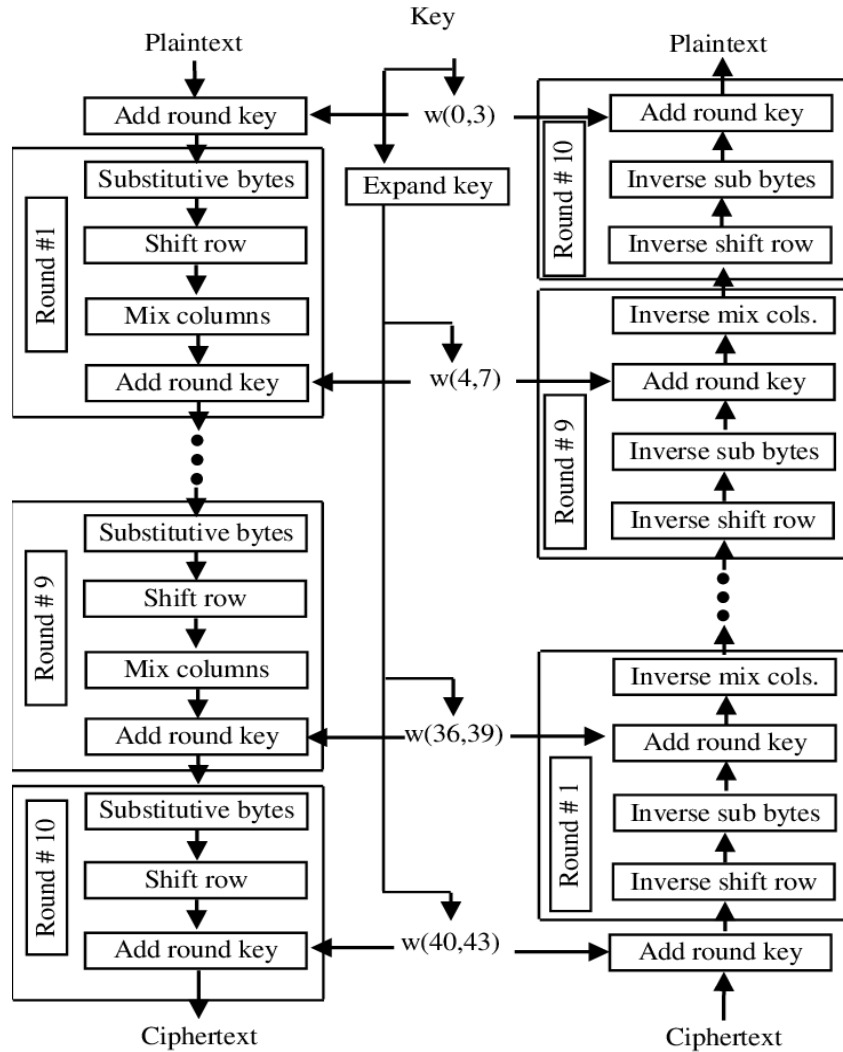 Key
Plaintext
Add round key
Round #1
Substitutive bytes
Shift row
Mix columns
Add round key
Round # 9
Substitutive bytes
Shift row
Mix columns
Add round key
Round # 10
Substitutive bytes
Shift row
Add round key
Ciphertext
w(0,3)
Expand key
w(4,7)
w(36,39)
w(40,43)
Plaintext
Add round key
Round # 10
Inverse sub bytes
Inverse shift row
Inverse mix cols.
Add round key
Round # 9
Inverse sub bytes
Inverse shift row
Inverse mix cols.
Add round key
Round # 1
Inverse sub bytes
Inverse shift row
Add round key
Ciphertext